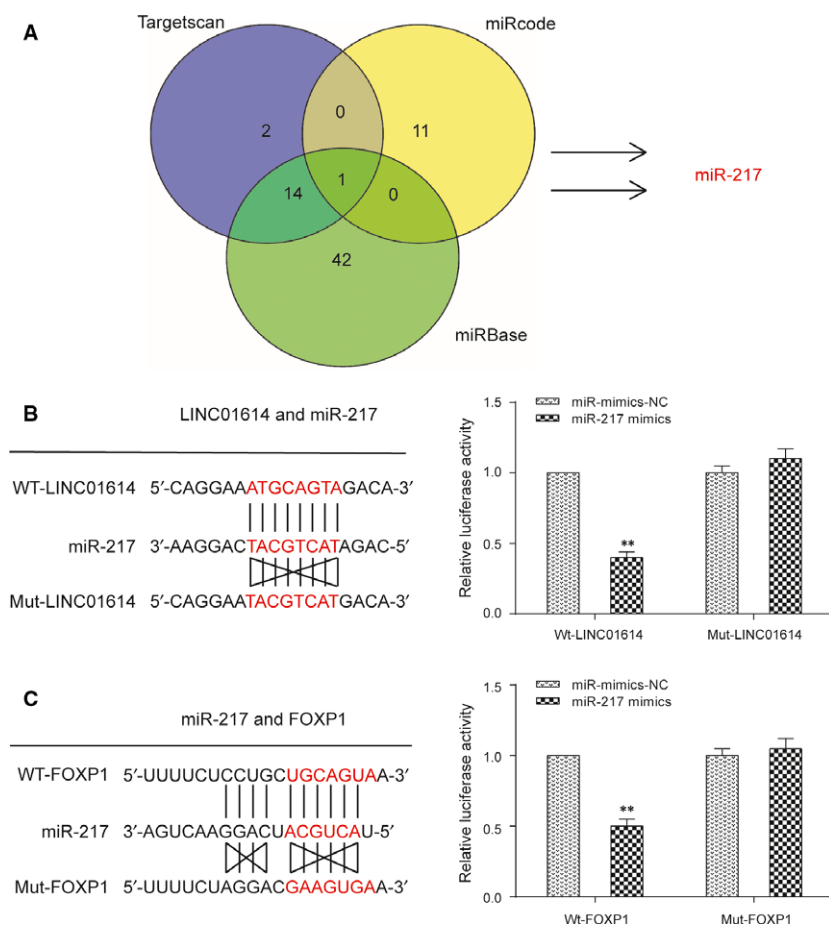 A
Targetscan
miRcode
2
0
11
14
1
0
42
miRBase
miR-217
B
LINC01614 and miR-217
WT-LINC01614 5′-CAGGAAATGCAGTAGACA-3′
miR-217 3′-AAGGACTACGTCATAGAC-5′
Mut-LINC01614 5′-CAGGAATACGTCATGACA-3′
Relative luciferase activity
miR-mimics-NC
miR-217 mimics
1.5
1.0
0.5
0.0
**
Wt-LINC01614 Mut-LINC01614
C
miR-217 and FOXP1
WT-FOXP1 5′-UUUUCUCCUGCUGCAGUAA-3′
miR-217 3′-AGUCAAGGACUACGUCAU-5′
Mut-FOXP1 5′-UUUUCUAGGACGAAGUGAA-3′
Relative luciferase activity
miR-mimics-NC
miR-217 mimics
1.5
1.0
0.5
0.0
**
Wt-FOXP1 Mut-FOXP1